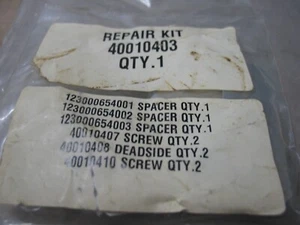 REPAIR KIT
40010403
QTY.1
123000654001 SPACER QTY.1
123000654002 SPACER QTY.1
123000654003 SPACER QTY.1
40010407 SCREW QTY.2
40010408 DEADSIDE QTY.2
40010410 SCREW QTY.2